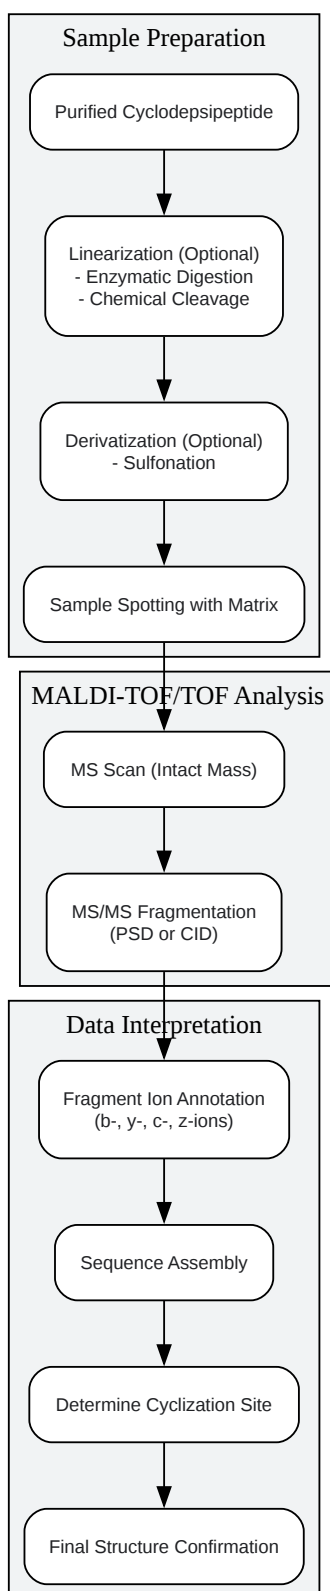 Sample Preparation
Purified Cyclodepsipeptide
Linearization (Optional)
- Enzymatic Digestion
- Chemical Cleavage
Derivatization (Optional)
- Sulfonation
Sample Spotting with Matrix
MALDI-TOF/TOF Analysis
MS Scan (Intact Mass)
MS/MS Fragmentation
(PSD or CID)
Data Interpretation
Fragment Ion Annotation
(b-, y-, c-, z-ions)
Sequence Assembly
Determine Cyclization Site
Final Structure Confirmation